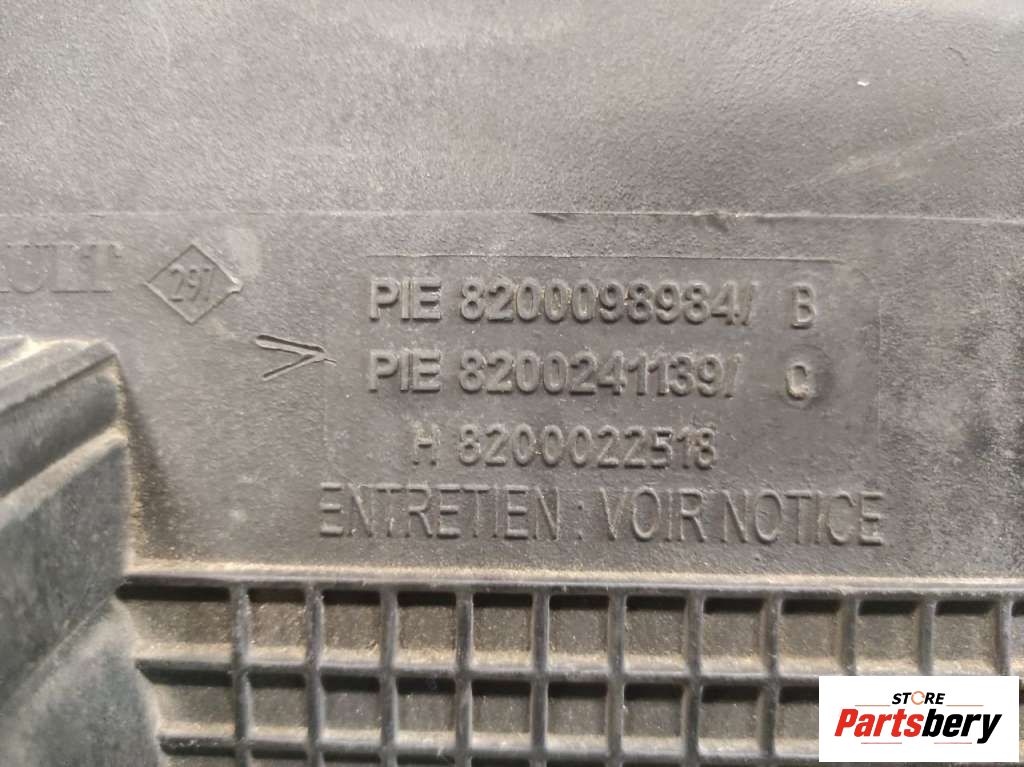 297
PIE 8200098984/ B
PIE 8200241139/ C
H 8200022518
ENTRETIEN : VOIR NOTICE
STORE
Partsbery